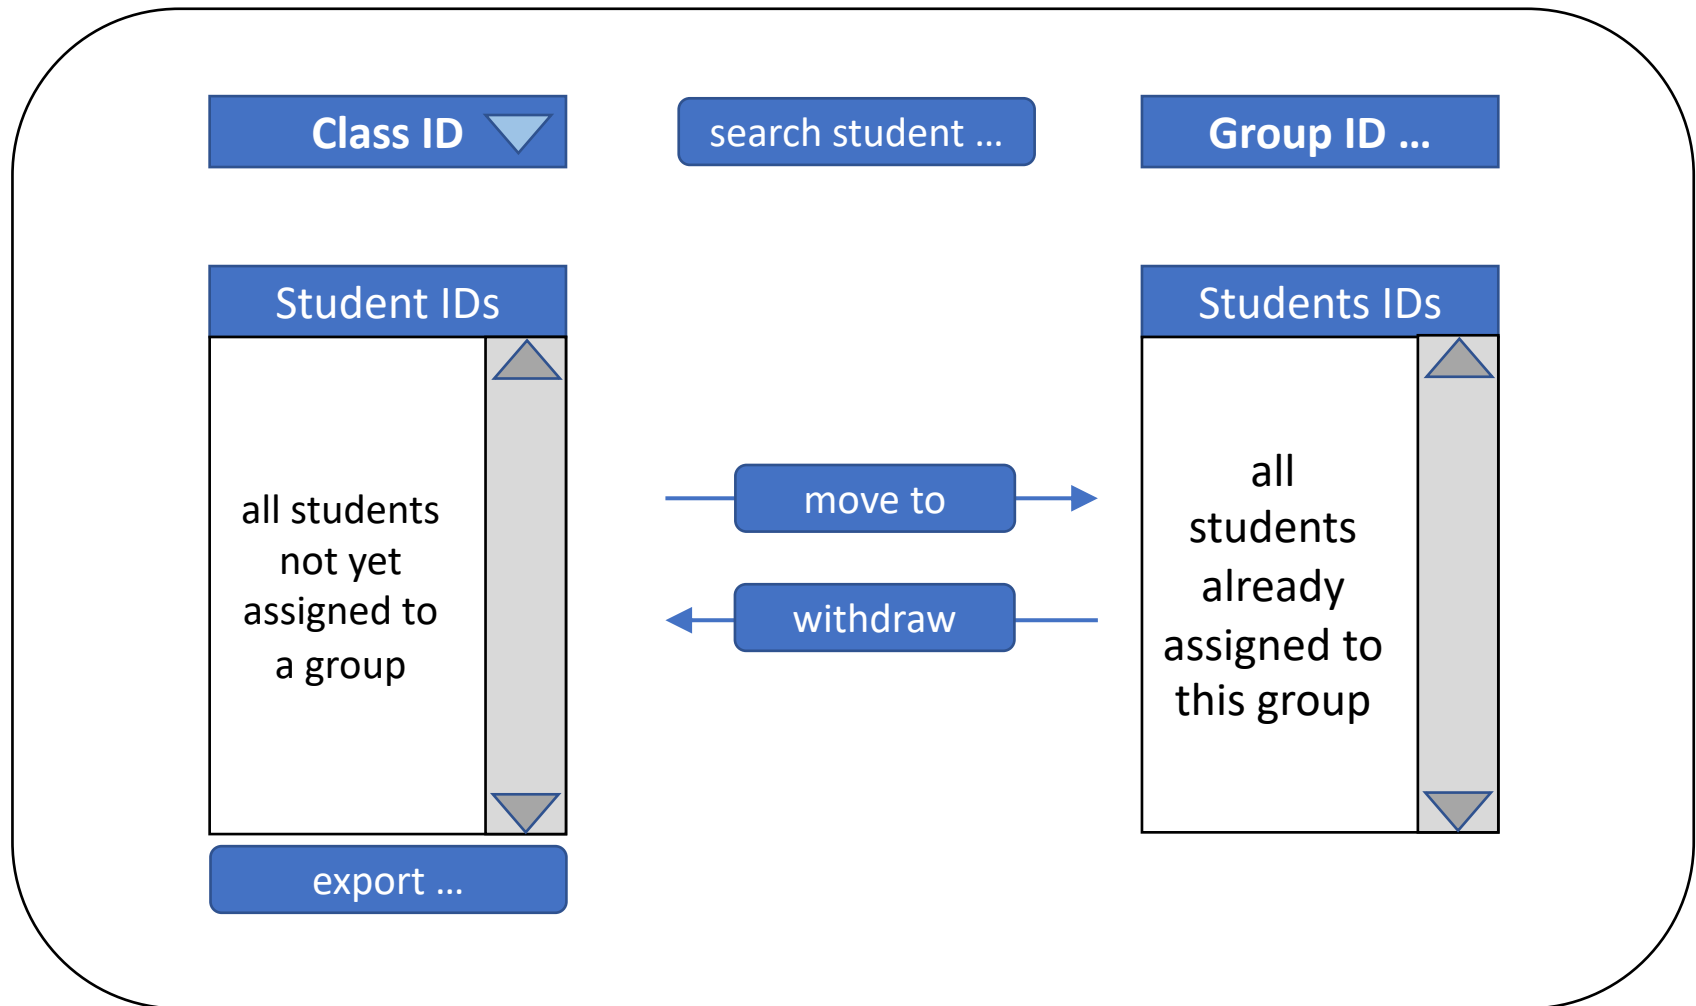 Class ID
search student ...
Group ID ...
Student IDs
Students IDs
all students
not yet
assigned to
a group
move to
withdraw
all
students
already
assigned to
this group
export ...